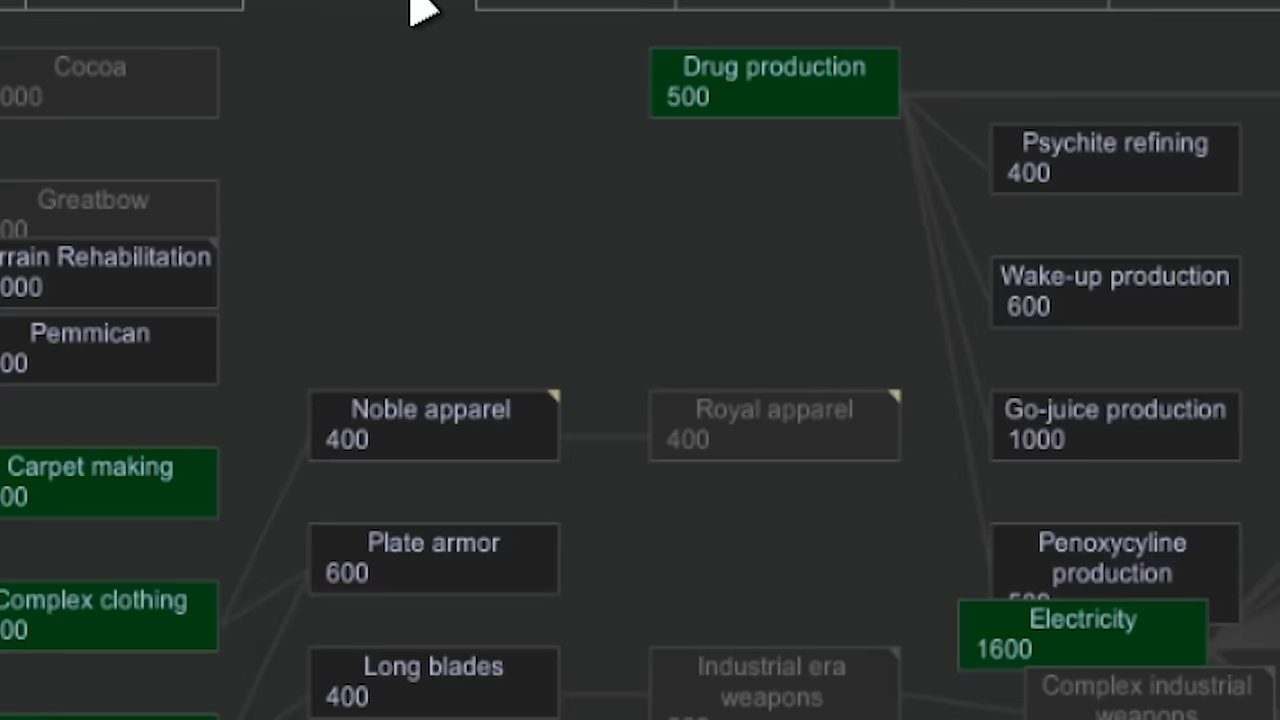 Cocoa
000
Drug production
500
Psychite refining
400
Greatbow
00
rrain Rehabilitation
000
Wake-up production
600
Pemmican
00
Noble apparel
400
Royal apparel
400
Go-juice production
1000
Carpet making
00
Plate armor
600
Penoxycyline
production
Complex clothing
00
Electricity
1600
Long blades
400
Industrial era
weapons
Complex industrial
weapons